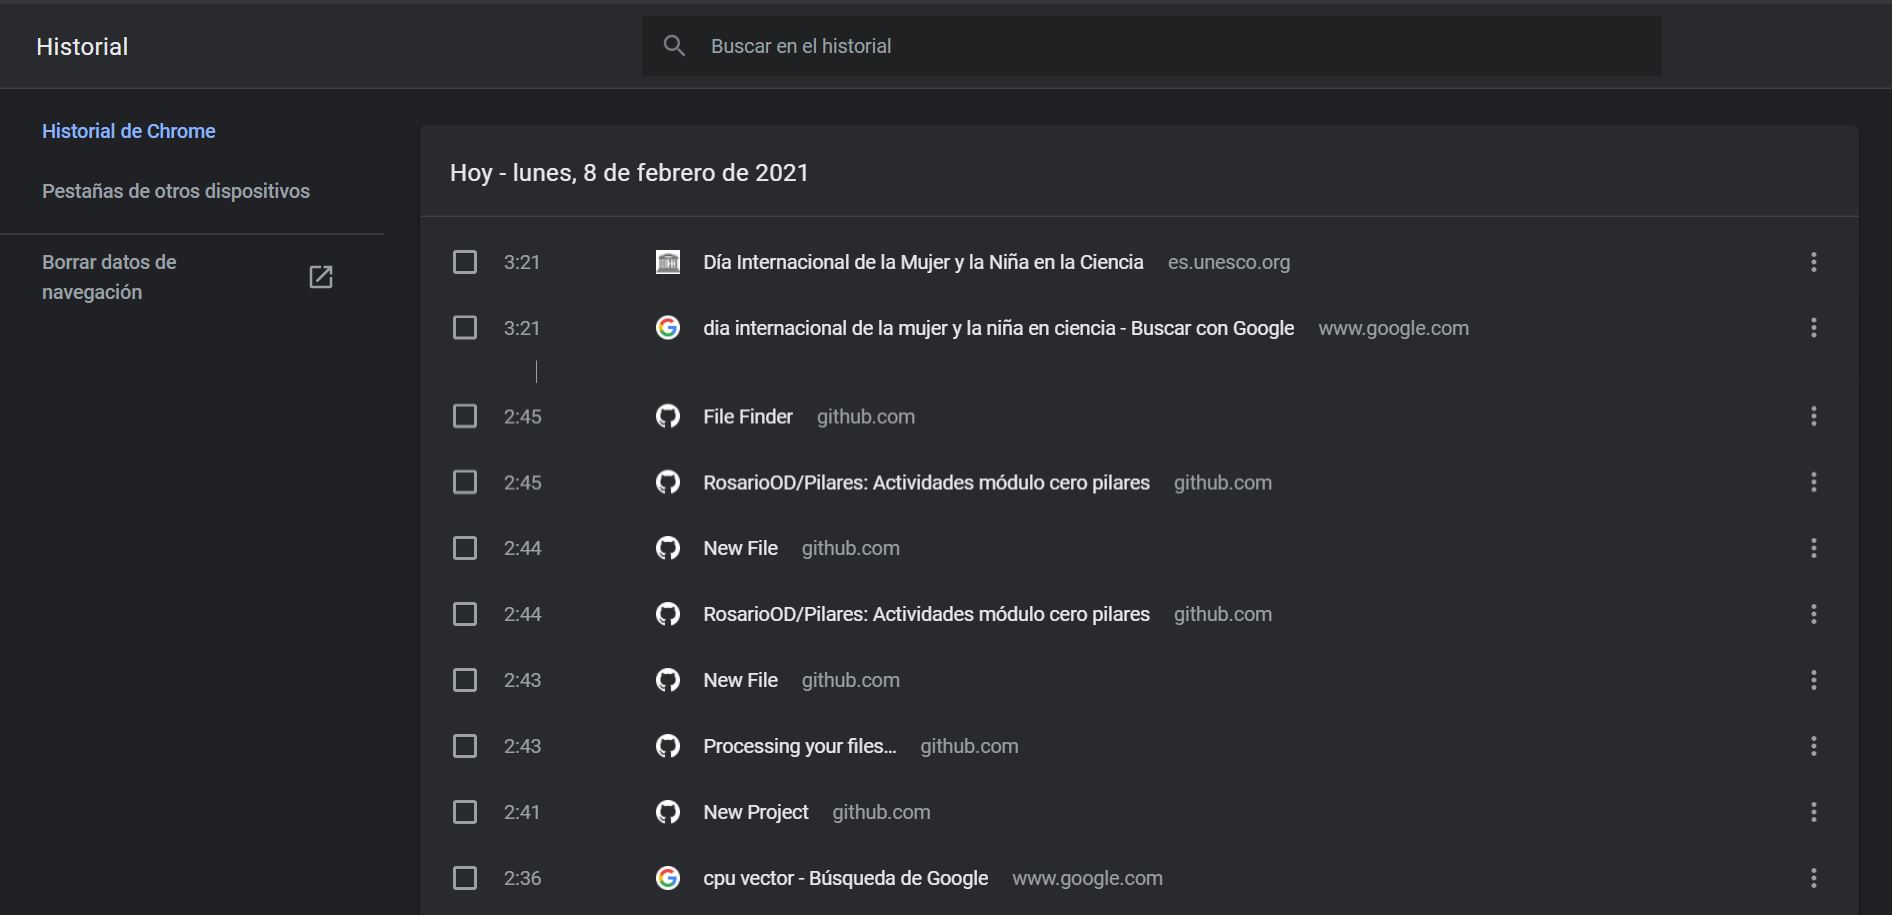 Historial
Buscar en el historial
Historial de Chrome
Pestañas de otros dispositivos
Borrar datos de
navegación
Hoy - lunes, 8 de febrero de 2021
3:21 Día Internacional de la Mujer y la Niña en la Ciencia es.unesco.org
3:21 dia internacional de la mujer y la niña en ciencia - Buscar con Google www.google.com
2:45 File Finder github.com
2:45 RosarioOD/Pilares: Actividades módulo cero pilares github.com
2:44 New File github.com
2:44 RosarioOD/Pilares: Actividades módulo cero pilares github.com
2:43 New File github.com
2:43 Processing your files... github.com
2:41 New Project github.com
2:36 cpu vector - Búsqueda de Google www.google.com